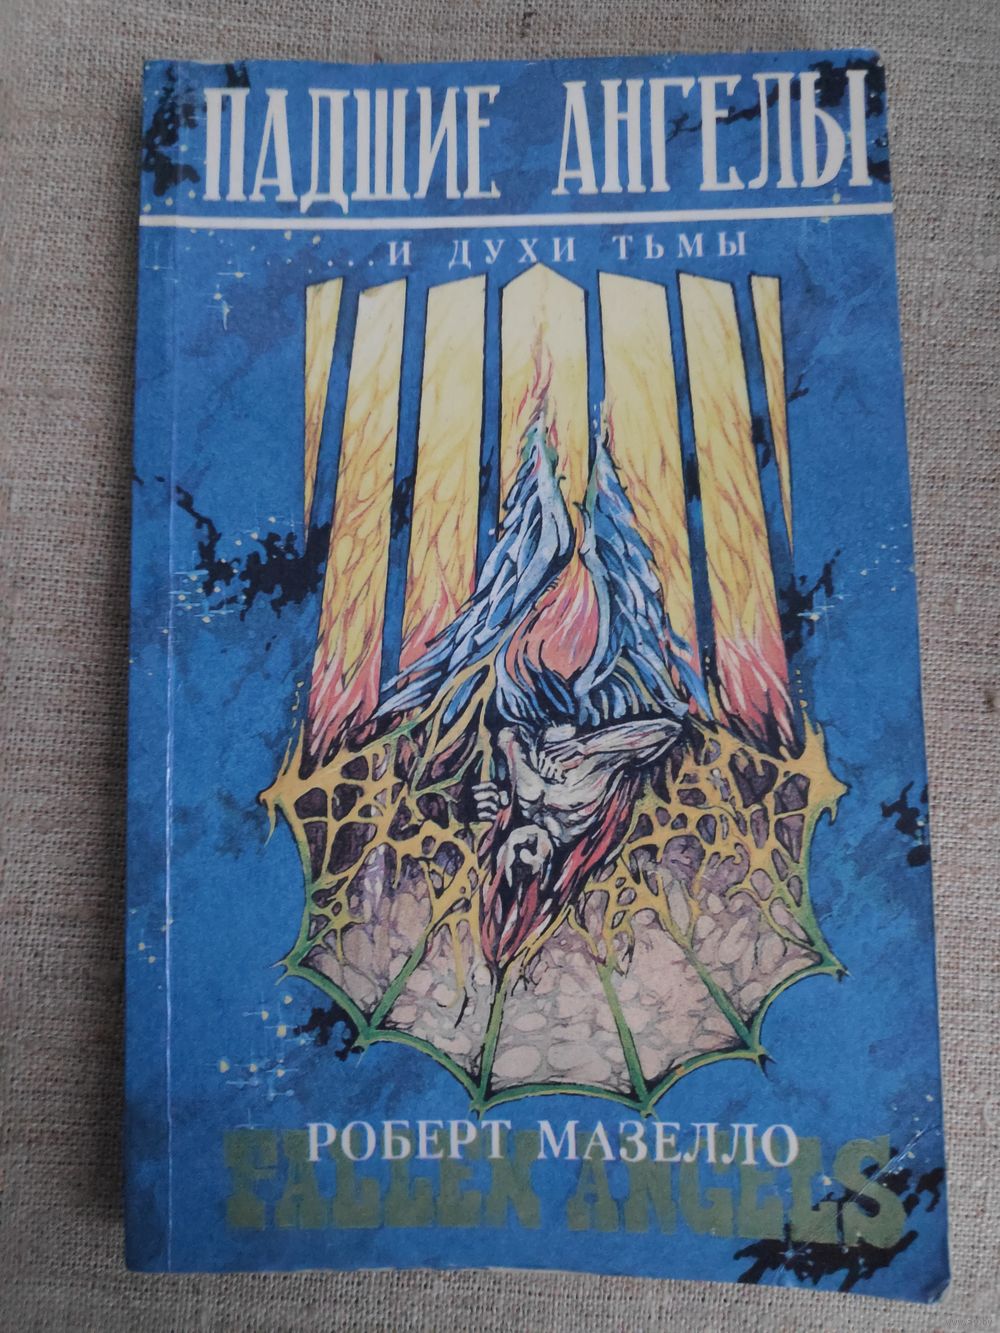 ПАДШИЕ АНГЕЛЫ
.......И ДУХИ ТЬМЫ
РОБЕРТ МАЗЕЛЛО
FALLEN ANGELS